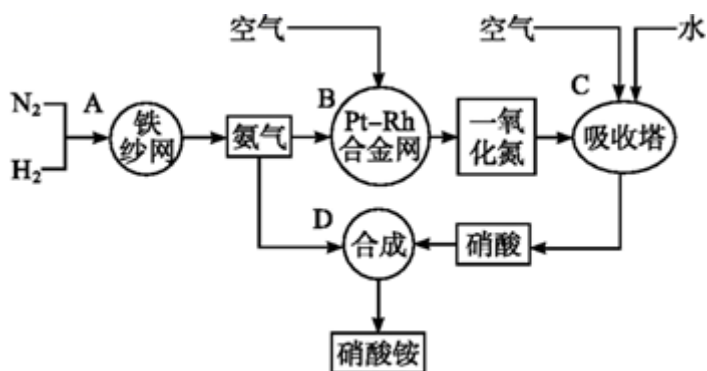 空气
空气
水
N₂
A
H₂
铁
纱网
氨气
B
Pt-Rh
合金网
一氧
化氮
C
吸收塔
D
合成
硝酸
硝酸铵